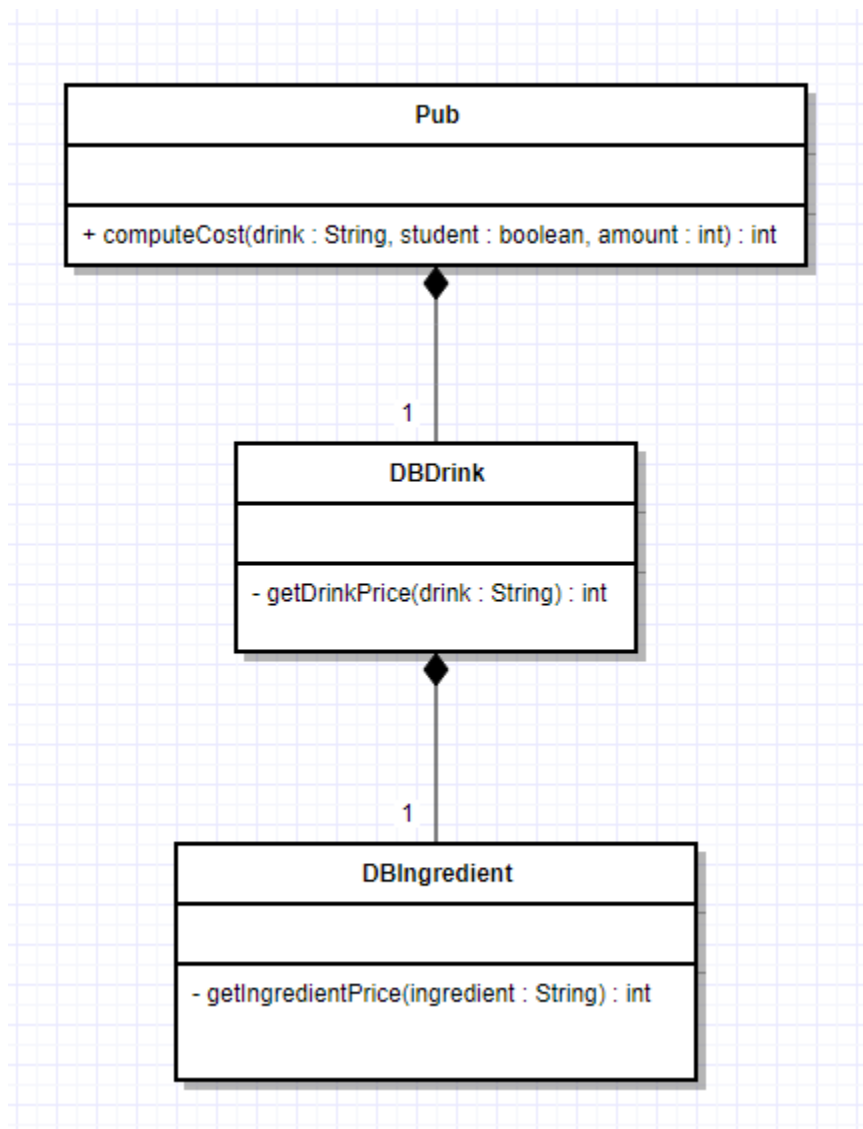 Pub
+ computeCost(drink : String, student : boolean, amount : int) : int
1
DBDrink
- getDrinkPrice(drink : String) : int
1
DBIngredient
- getIngredientPrice(ingredient : String) : int